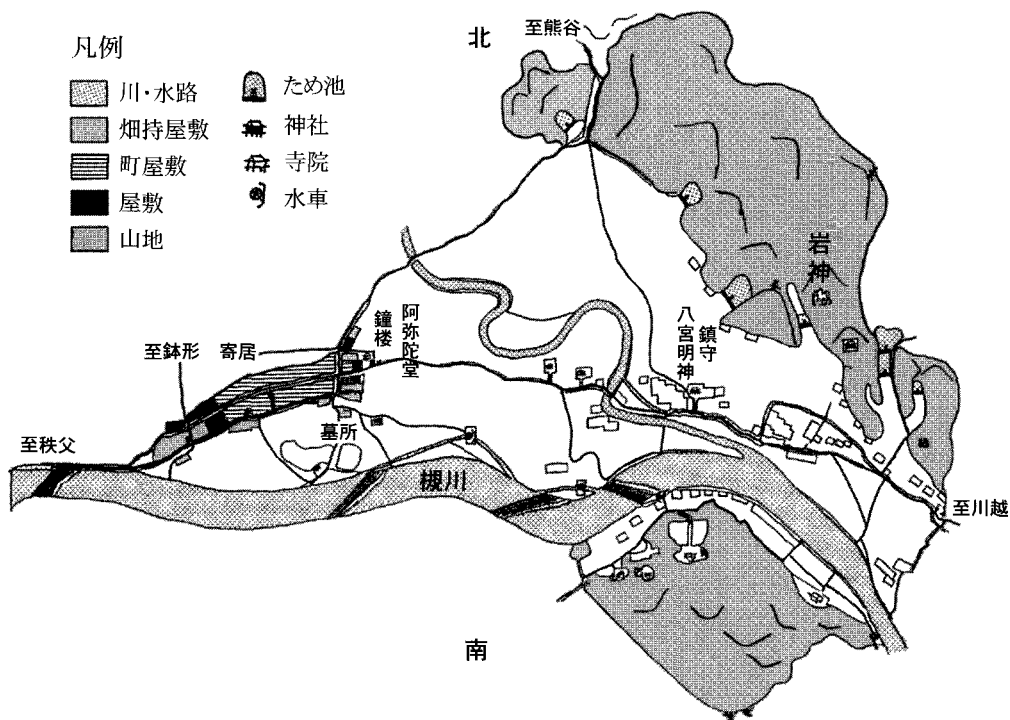 凡例
川・水路
畑持屋敷
町屋敷
屋敷
山地
ため池
神社
寺院
水車
北
至熊谷
岩神
鎮守
八宮明神
阿弥陀堂
鐘楼
寄居
至鉢形
至秩父
墓所
槻川
至川越
南